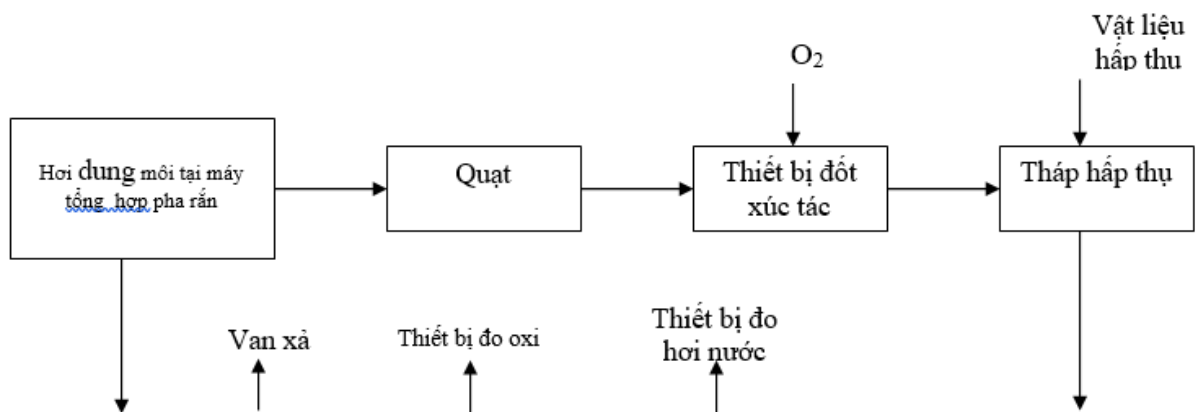 Vật liệu
hấp thụ
O₂
Hơi dung môi tại máy
tổng hợp pha rắn
Quạt
Thiết bị đốt
xúc tác
Tháp hấp thụ
Van xả
Thiết bị đo oxi
Thiết bị đo
hơi nước